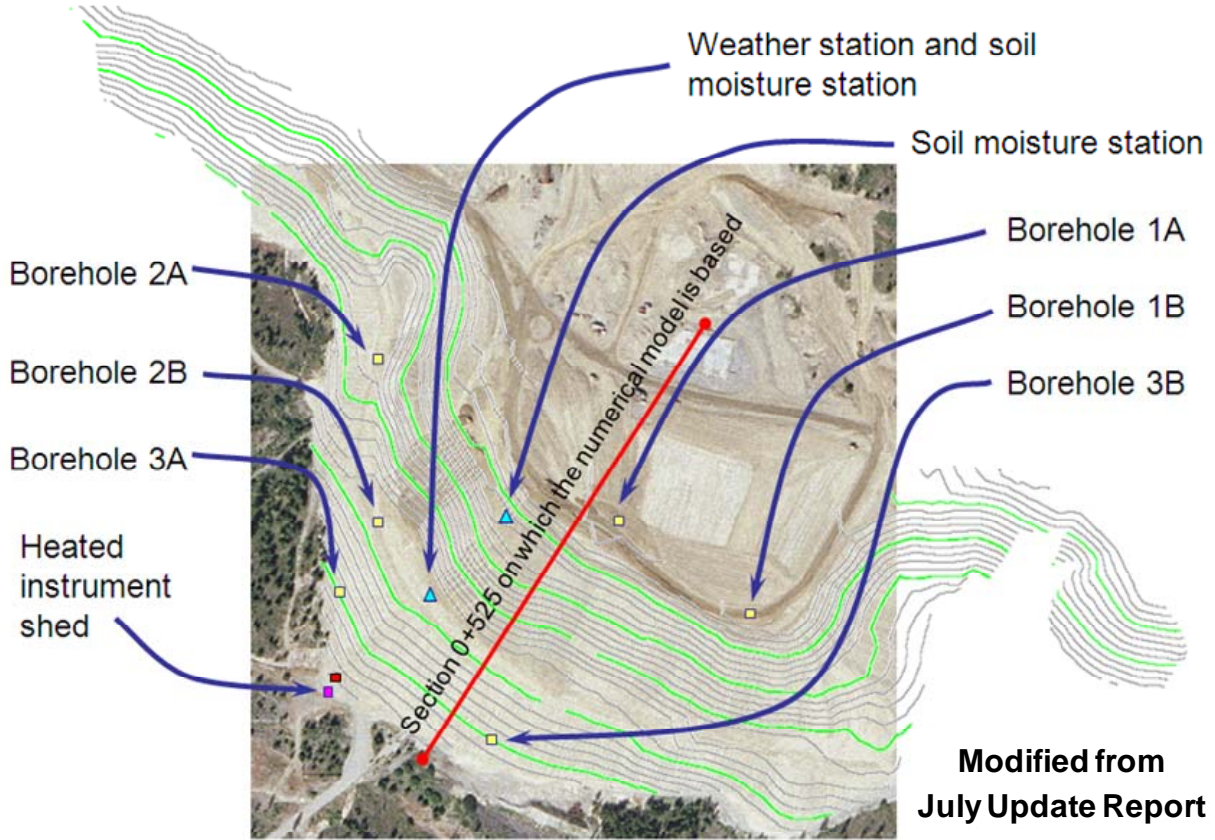 Weather station and soil
moisture station
Soil moisture station
Borehole 1A
Borehole 2A
Borehole 1B
Borehole 2B
Borehole 3B
Borehole 3A
Heated
instrument
shed
Section 0+525 on which the numerical model is based
Modified from
July Update Report